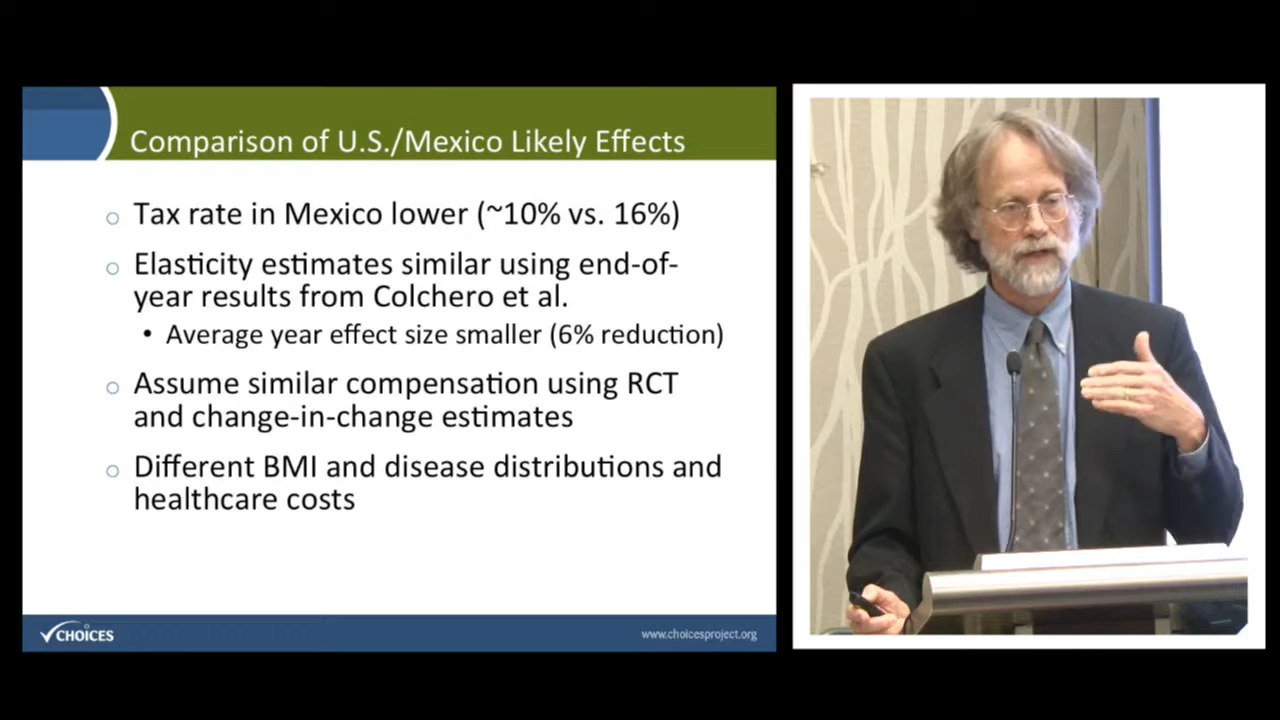 Comparison of U.S./Mexico Likely Effects
Tax rate in Mexico lower (~10% vs. 16%)
Elasticity estimates similar using end-of-
year results from Colchero et al.
Average year effect size smaller (6% reduction)
Assume similar compensation using RCT
and change-in-change estimates
Different BMI and disease distributions and
healthcare costs
CHOICES
www.choicesproject.org